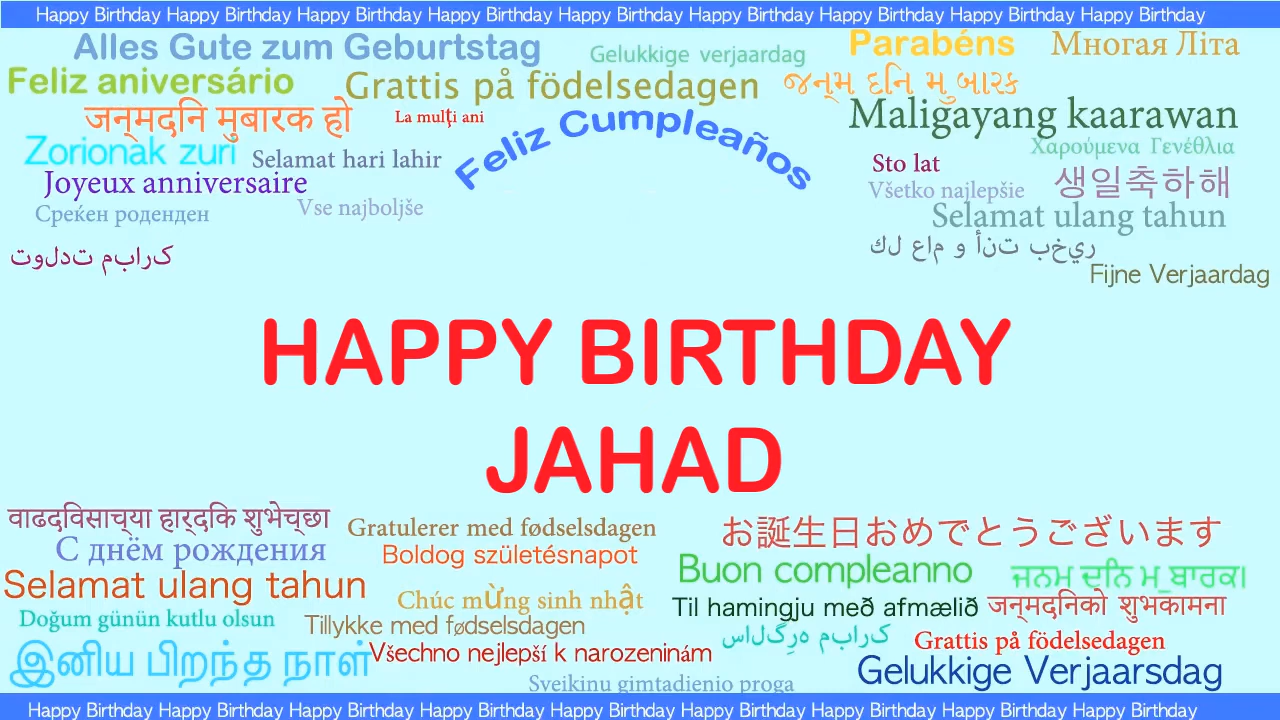 Happy Birthday Happy Birthday Happy Birthday Happy Birthday Happy Birthday Happy Birthday Happy Birthday Happy Birthday Happy Birthday
Alles Gute zum Geburtstag
Gelukkige verjaardag
Parabéns
Многая Літа
Feliz aniversário
Grattis på födelsedagen
જન્મ દિન મુબારક
जन्मदिन मुबारक हो
La mulţi ani
Feliz Cumpleaños
Maligayang kaarawan
Zorionak zuri
Selamat hari lahir
Sto lat
Χαρούμενα Γενέθλια
Joyeux anniversaire
Všetko najlepšie
생일축하해
Среќен роденден
Vse najboljše
Selamat ulang tahun
تولدت مبارک
كل عام و أنت بخير
Fijne Verjaardag
HAPPY BIRTHDAY
JAHAD
वाढदिवसाच्या हार्दिक शुभेच्छा
Gratulerer med fødselsdagen
お誕生日おめでとうございます
С днём рождения
Boldog születésnapot
Buon compleanno
ਜਨਮ ਦਿਨ ਮੁਬਾਰਕ।
Selamat ulang tahun
Chúc mừng sinh nhật
Til hamingju með afmælið
जन्मदिनको शुभकामना
Doğum günün kutlu olsun
Tillykke med fødselsdagen
سالگرہ مبارک
Grattis på födelsedagen
இனிய பிறந்த நாள்
Všechno nejlepší k narozeninám
Gelukkige Verjaarsdag
Sveikinu gimtadienio proga
Happy Birthday Happy Birthday Happy Birthday Happy Birthday Happy Birthday Happy Birthday Happy Birthday Happy Birthday Happy Birthday